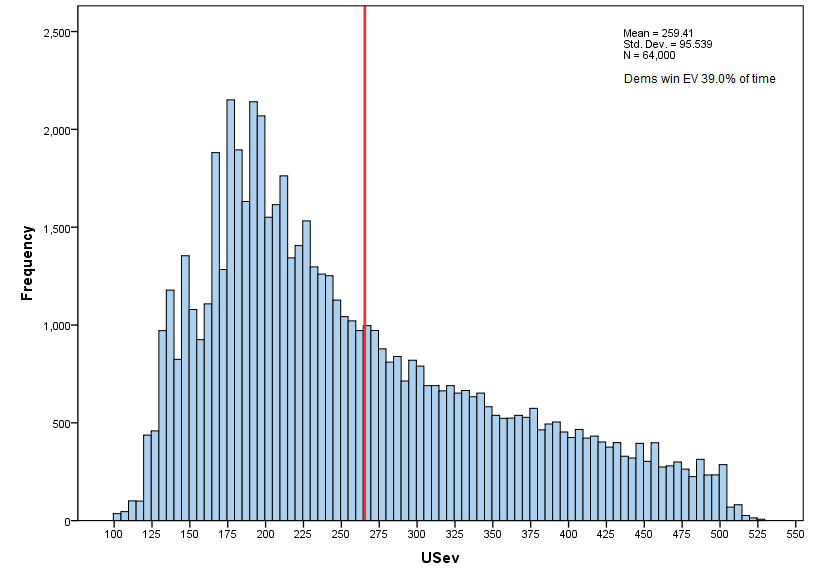 Mean = 259.41
Std. Dev. = 95.539
N = 64,000
Dems win EV 39.0% of time
2,500
2,000
1,500
1,000
500
0
Frequency
100 125 150 175 200 225 250 275 300 325 350 375 400 425 450 475 500 525 550
USev